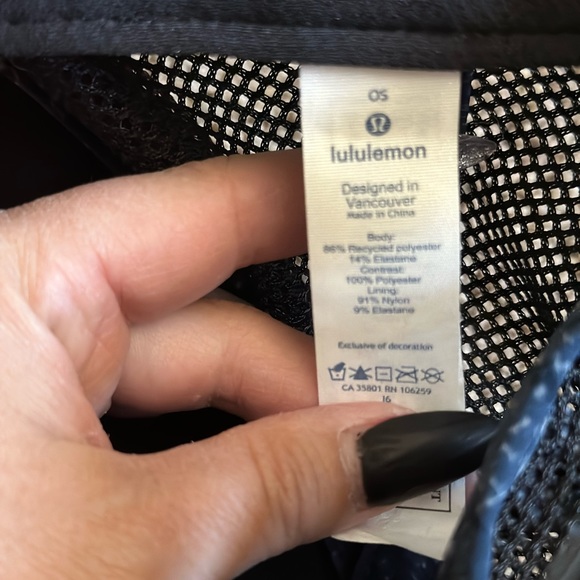 OS
lululemon
Designed in
Vancouver
Made in China
Body:
86% Recycled polyester
14% Elastane
Contrast:
100% Polyester
Lining:
91% Nylon
9% Elastane
Exclusive of decoration
CA 35801 RN 106259
16